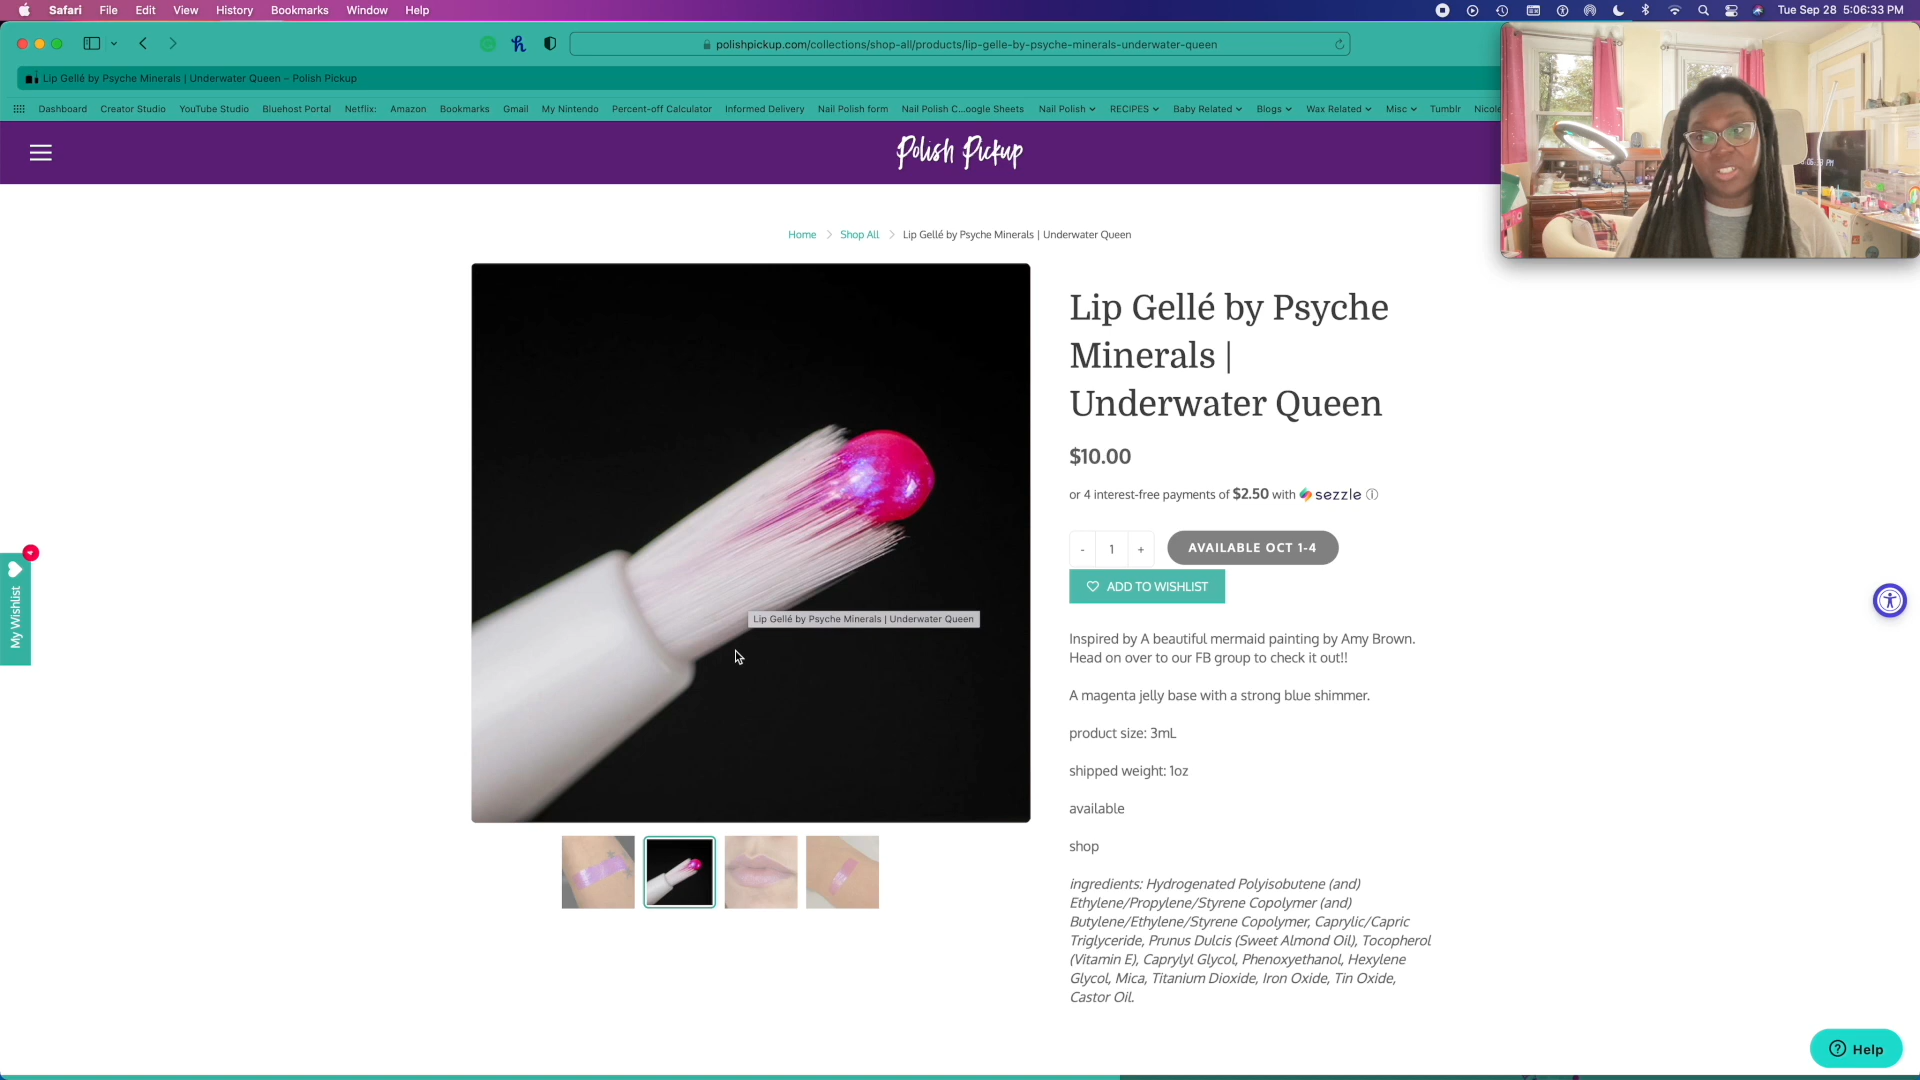 Safari File Edit View History Bookmarks Window Help Tue Sep 28 5:06:33 PM
polishpickup.com/collections/shop-all/products/lip-gelle-by-psyche-minerals-underwater-queen
Lip Gellé by Psyche Minerals | Underwater Queen – Polish Pickup
Dashboard Creator Studio YouTube Studio Bluehost Portal Netflix: Amazon Bookmarks Gmail My Nintendo Percent-off Calculator Informed Delivery Nail Polish form Nail Polish C...oogle Sheets Nail Polish RECIPES Baby Related Blogs Wax Related Misc Tumblr Nicole
Polish Pickup
Home Shop All Lip Gellé by Psyche Minerals | Underwater Queen
Lip Gellé by Psyche
Minerals |
Underwater Queen
$10.00
or 4 interest-free payments of $2.50 with sezzle
- 1 + AVAILABLE OCT 1-4
ADD TO WISHLIST
My Wishlist
Lip Gellé by Psyche Minerals | Underwater Queen
Inspired by A beautiful mermaid painting by Amy Brown.
Head on over to our FB group to check it out!!
A magenta jelly base with a strong blue shimmer.
product size: 3mL
shipped weight: 1oz
available
shop
ingredients: Hydrogenated Polyisobutene (and)
Ethylene/Propylene/Styrene Copolymer (and)
Butylene/Ethylene/Styrene Copolymer, Caprylic/Capric
Triglyceride, Prunus Dulcis (Sweet Almond Oil), Tocopherol
(Vitamin E), Caprylyl Glycol, Phenoxyethanol, Hexylene
Glycol, Mica, Titanium Dioxide, Iron Oxide, Tin Oxide,
Castor Oil.
Help